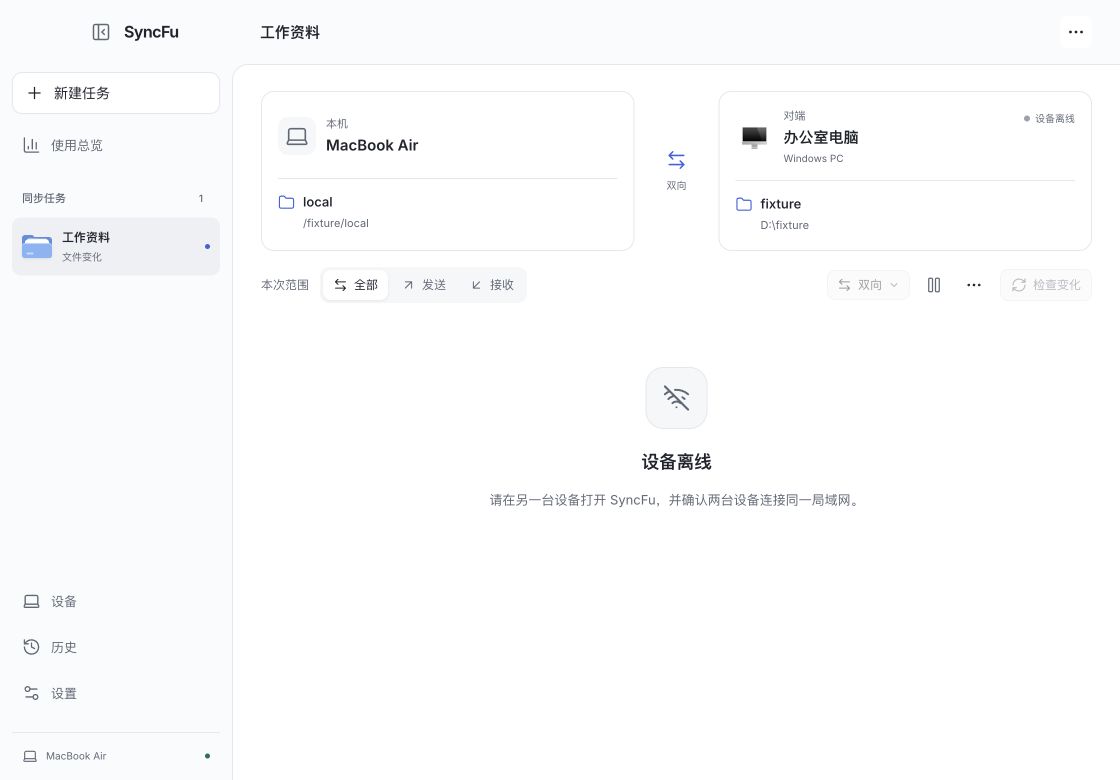 SyncFu
工作资料
新建任务
使用总览
同步任务 1
工作资料
文件变化
设备
历史
设置
MacBook Air
本机
MacBook Air
local
/fixture/local
双向
对端
办公室电脑
Windows PC
设备离线
fixture
D:\fixture
本次范围 全部 发送 接收 双向 检查变化
设备离线
请在另一台设备打开 SyncFu，并确认两台设备连接同一局域网。